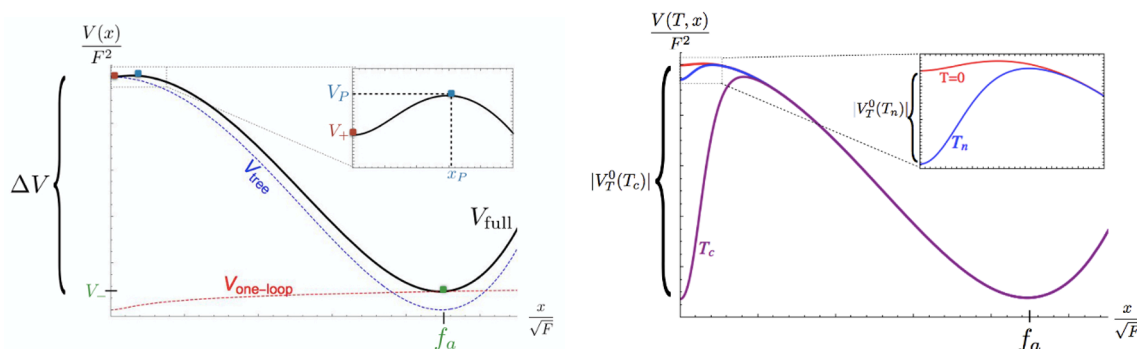 V(x)
F²
ΔV
V_P
V_+
x_P
V_tree
V_full
V_one-loop
V_-
f_a
x
√F
V(T, x)
F²
T=0
|V_T^0(T_n)|
T_n
|V_T^0(T_c)|
T_c
f_a
x
√F